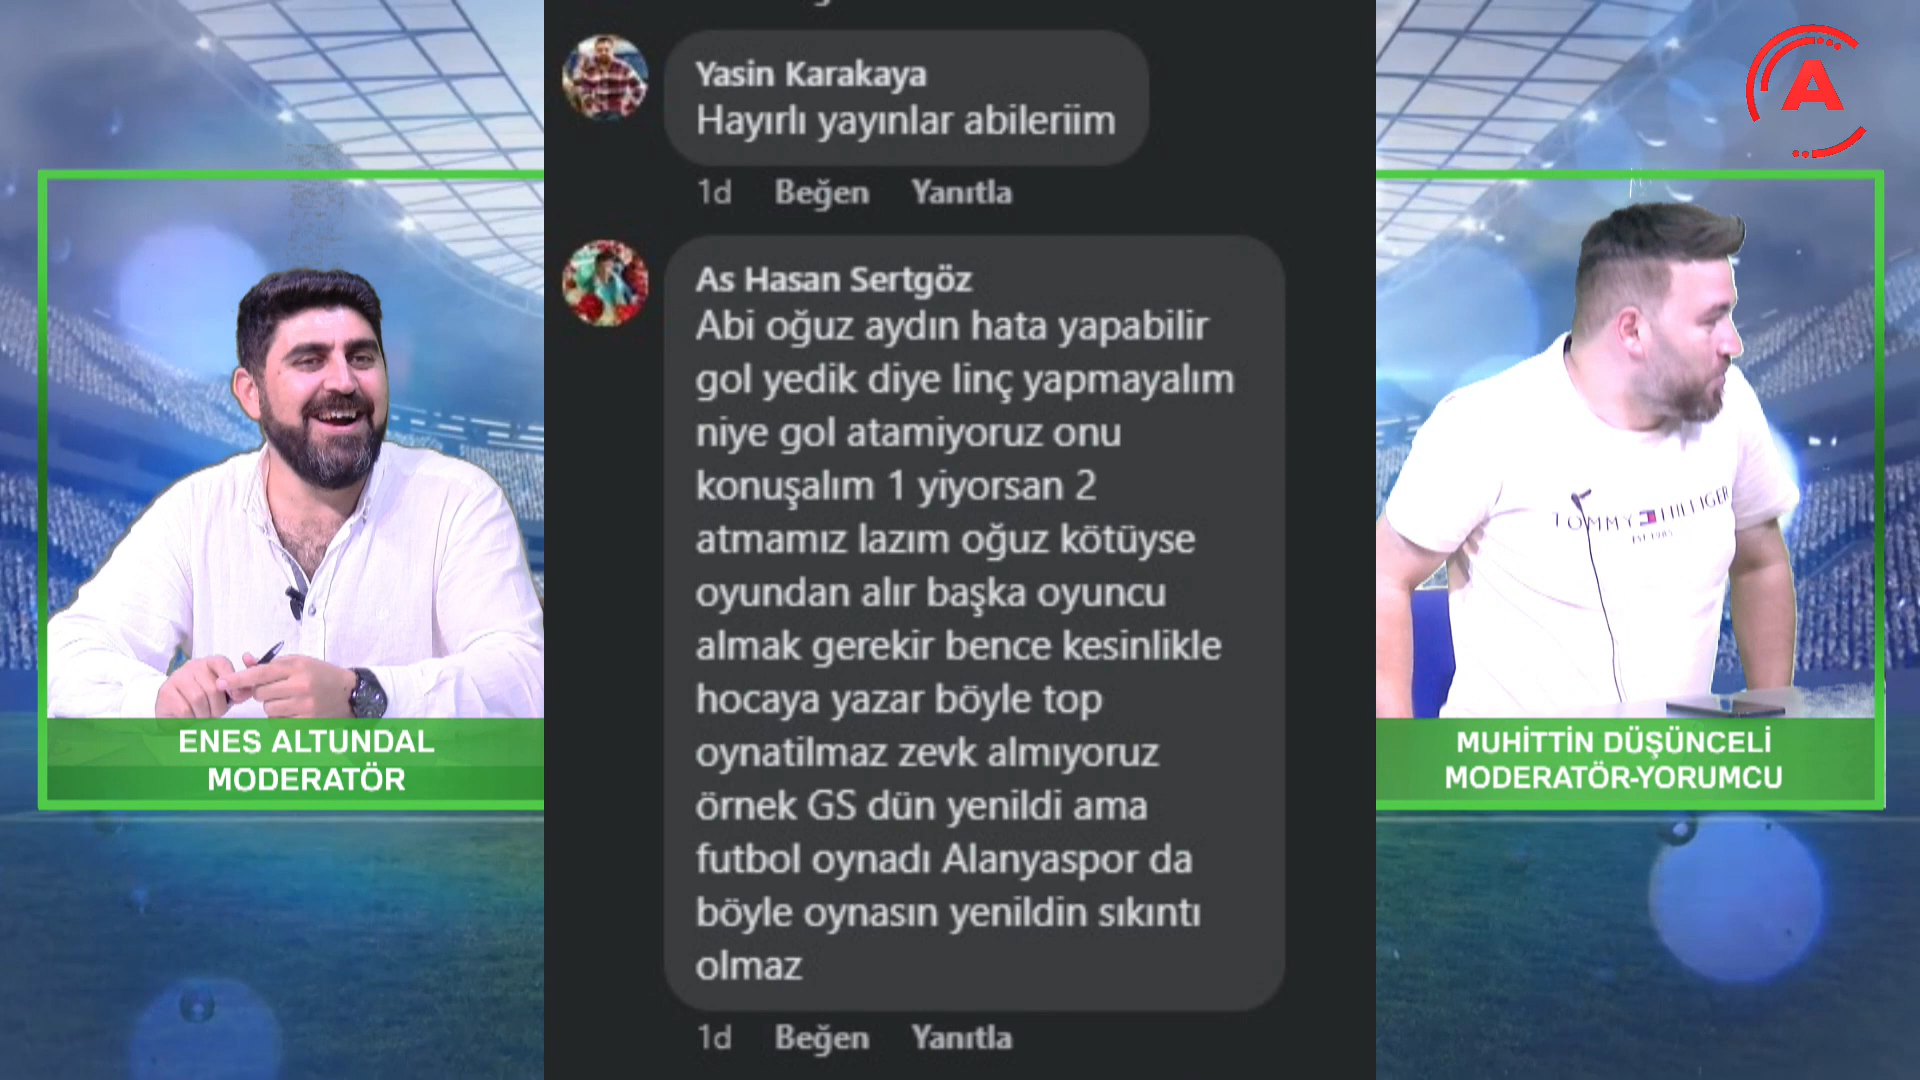 Yasin Karakaya
Hayırlı yayınlar abileriim
1d Beğen Yanıtla
As Hasan Sertgöz
Abi oğuz aydın hata yapabilir
gol yedik diye linç yapmayalım
niye gol atamiyoruz onu
konuşalım 1 yiyorsan 2
atmamız lazım oğuz kötüyse
oyundan alır başka oyuncu
almak gerekir bence kesinlikle
hocaya yazar böyle top
oynatilmaz zevk almıyoruz
örnek GS dün yenildi ama
futbol oynadı Alanyaspor da
böyle oynasın yenildin sıkıntı
olmaz
1d Beğen Yanıtla
ENES ALTUNDAL
MODERATÖR
A
TOMMY HILFIGER
EST. 1985
MUHİTTİN DÜŞÜNCELİ
MODERATÖR-YORUMCU